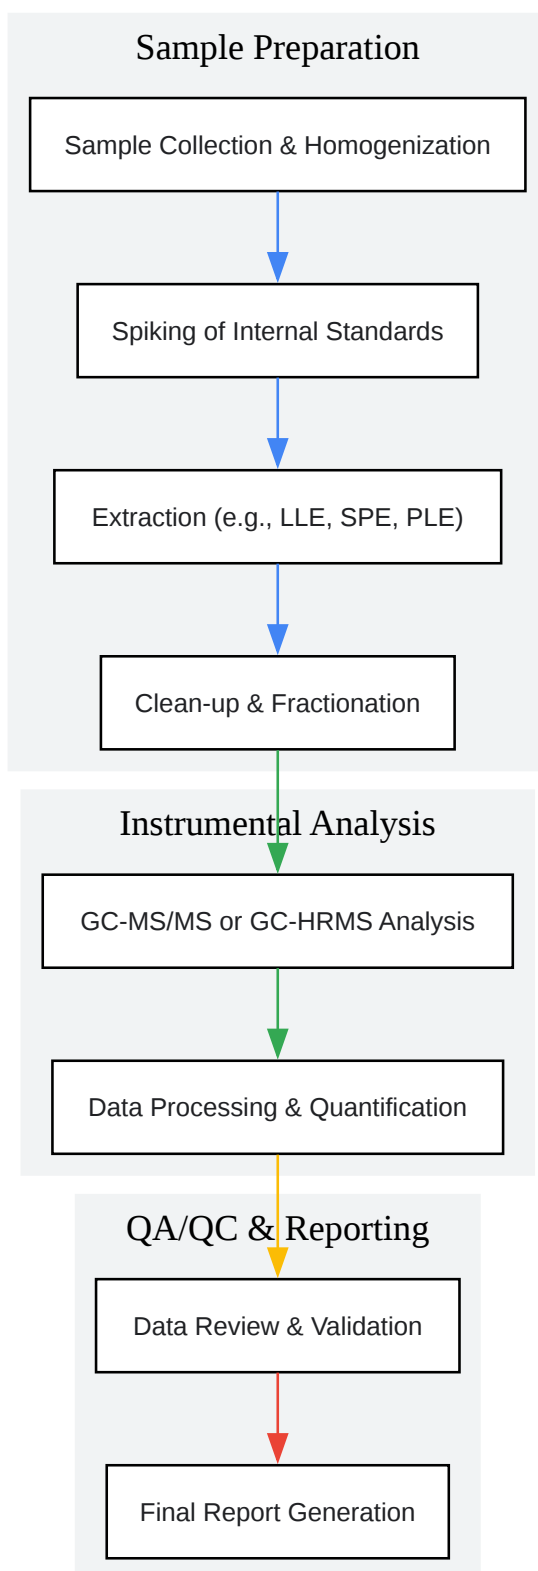 Sample Preparation
Sample Collection & Homogenization
Spiking of Internal Standards
Extraction (e.g., LLE, SPE, PLE)
Clean-up & Fractionation
Instrumental Analysis
GC-MS/MS or GC-HRMS Analysis
Data Processing & Quantification
QA/QC & Reporting
Data Review & Validation
Final Report Generation